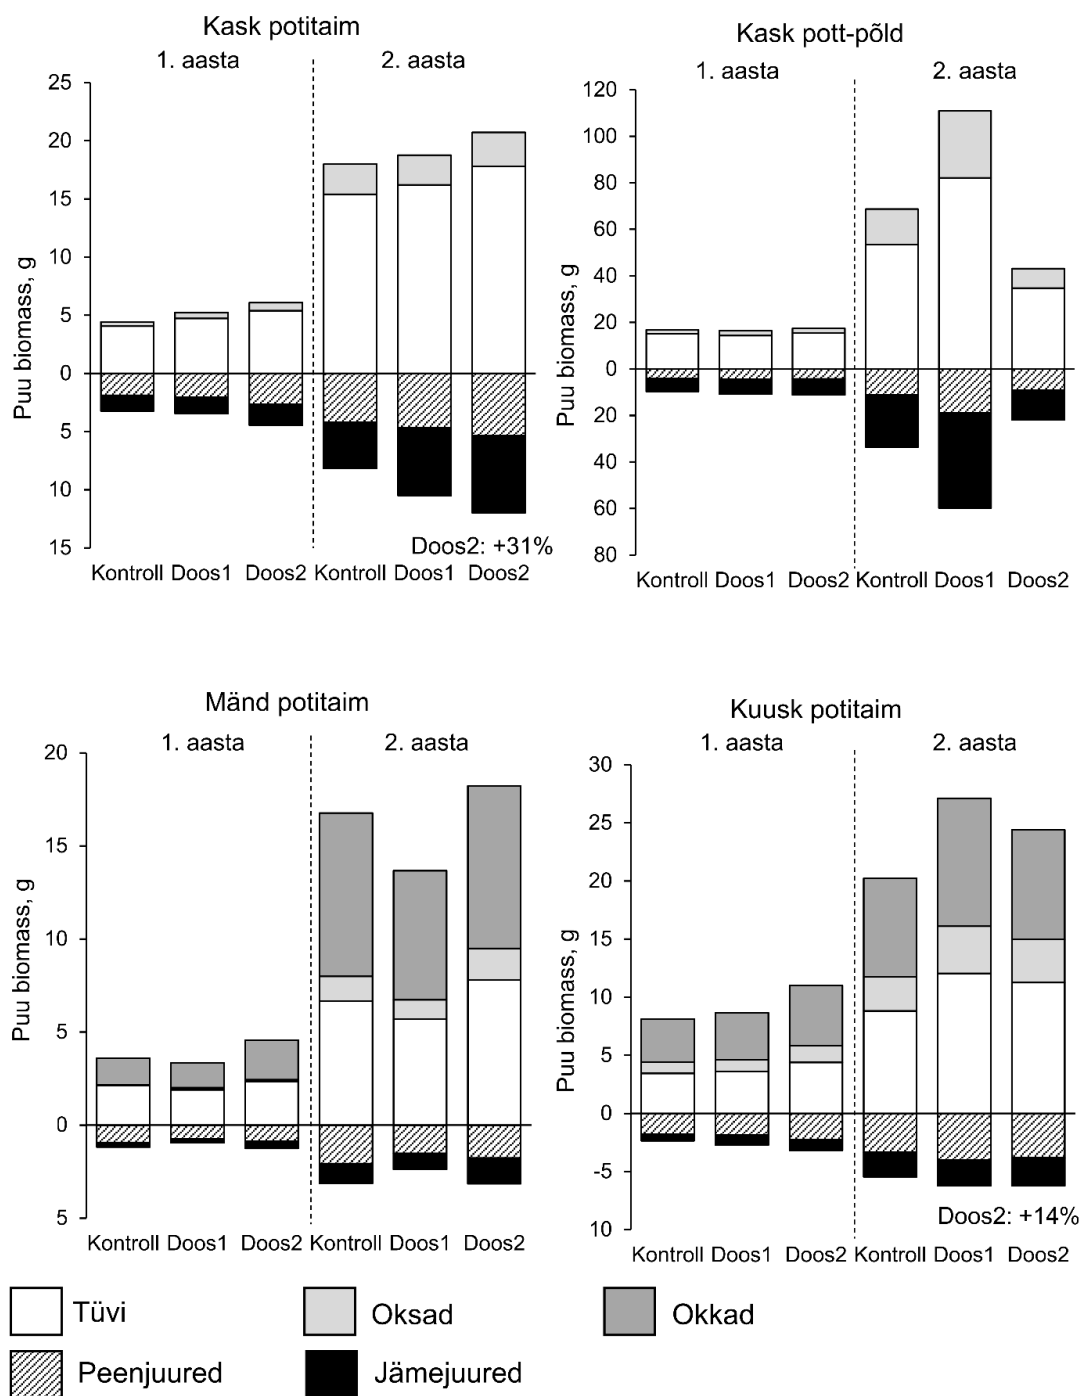 Kask potitaim
1. aasta 2. aasta
25
20
15
10
5
0
5
10
15
Puu biomass, g
Doos2: +31%
Kontroll Doos1 Doos2 Kontroll Doos1 Doos2
Kask pott-põld
1. aasta 2. aasta
120
100
80
60
40
20
0
20
40
60
80
Puu biomass, g
Kontroll Doos1 Doos2 Kontroll Doos1 Doos2
Mänd potitaim
1. aasta 2. aasta
20
15
10
5
0
5
Puu biomass, g
Kontroll Doos1 Doos2 Kontroll Doos1 Doos2
Kuusk potitaim
1. aasta 2. aasta
30
25
20
15
10
5
0
-5
10
Puu biomass, g
Doos2: +14%
Kontroll Doos1 Doos2 Kontroll Doos1 Doos2
Tüvi Oksad Okkad
Peenjuured Jämejuured